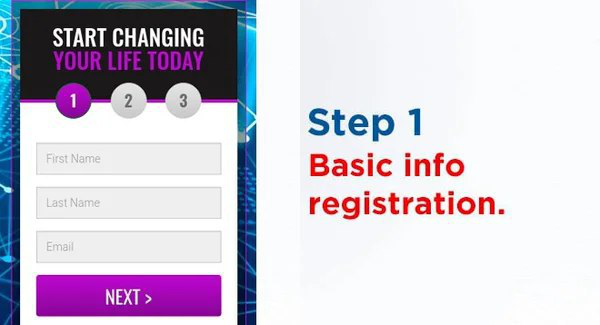 START CHANGING
YOUR LIFE TODAY
1 2 3
First Name
Last Name
Email
NEXT >
Step 1
Basic info
registration.